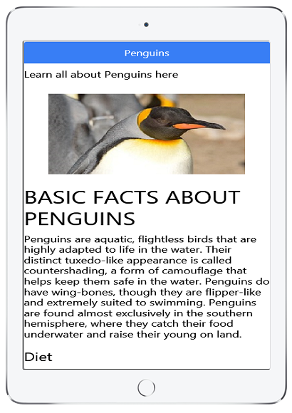 Penguins
Learn all about Penguins here
BASIC FACTS ABOUT
PENGUINS
Penguins are aquatic, flightless birds that are
highly adapted to life in the water. Their
distinct tuxedo-like appearance is called
countershading, a form of camouflage that
helps keep them safe in the water. Penguins do
have wing-bones, though they are flipper-like
and extremely suited to swimming. Penguins
are found almost exclusively in the southern
hemisphere, where they catch their food
underwater and raise their young on land.
Diet